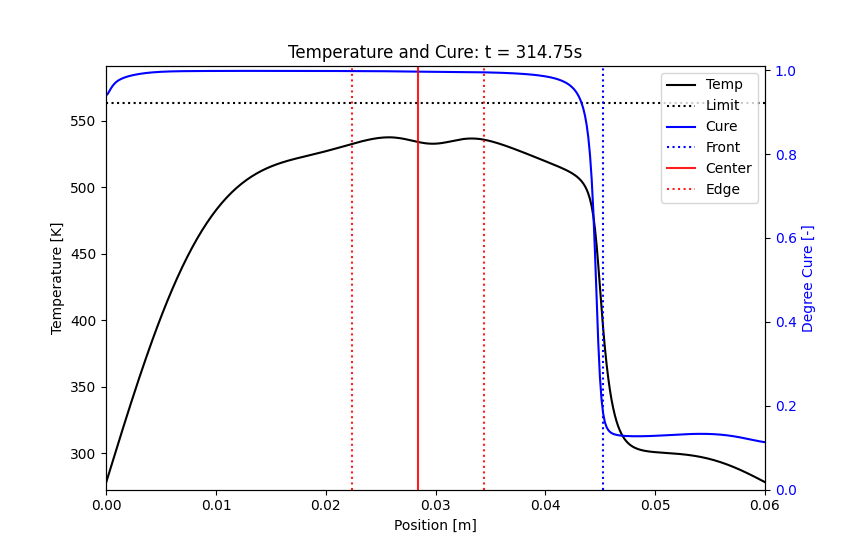 Temperature and Cure: t = 314.75s
Temperature [K]
550
500
450
400
350
300
Temp
Limit
Cure
Front
Center
Edge
1.0
0.8
0.6
0.4
0.2
0.0
Degree Cure [-]
0.00 0.01 0.02 0.03 0.04 0.05 0.06
Position [m]